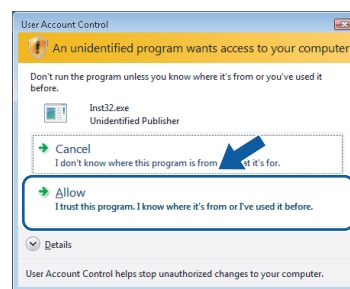 User Account Control
An unidentified program wants access to your computer
Don't run the program unless you know where it's from or you've used it
before.
Inst32.exe
Unidentified Publisher
Cancel
I don't know where this program is from at it's for.
Allow
I trust this program. I know where it's from or I've used it before.
Details
User Account Control helps stop unauthorized changes to your computer.